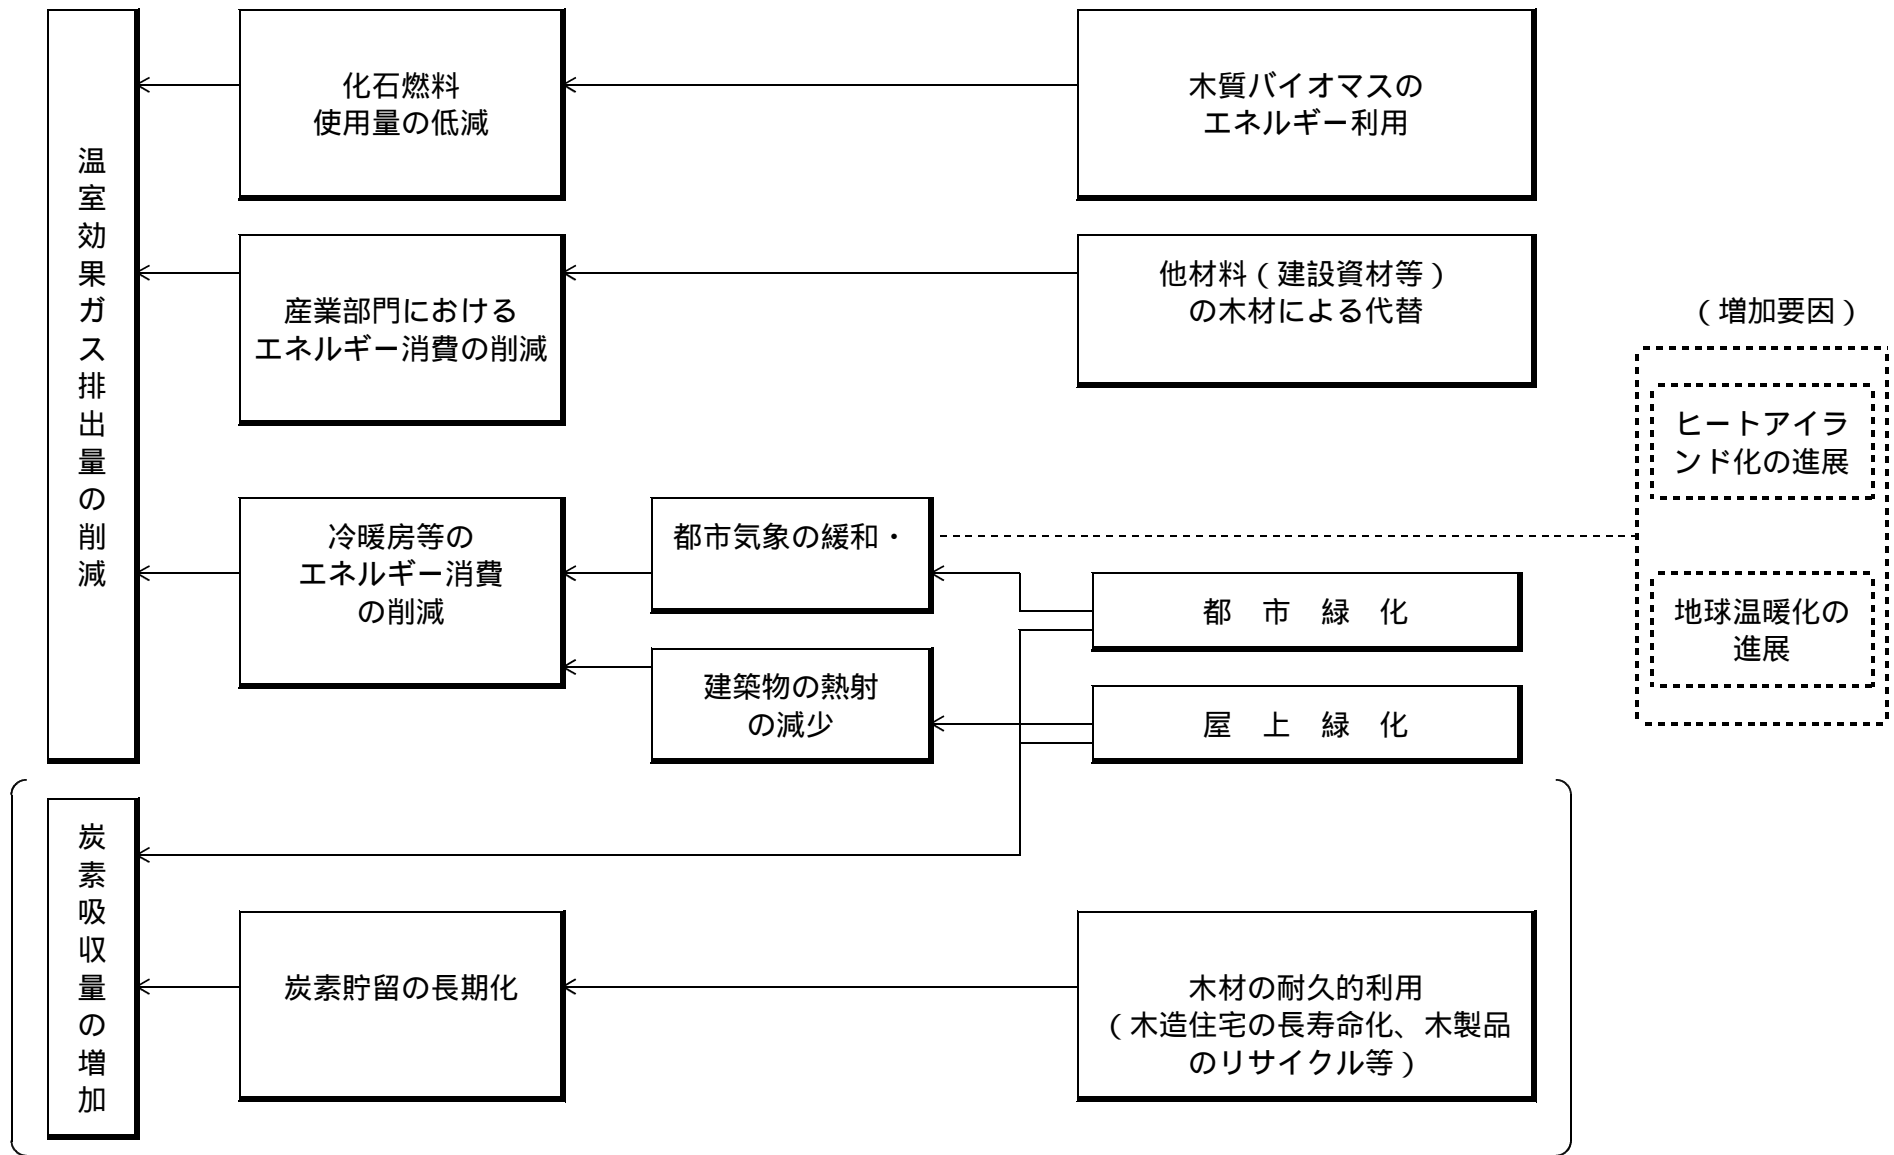 温室効果ガス排出量の削減
化石燃料
使用量の低減
木質バイオマスの
エネルギー利用
産業部門における
エネルギー消費の削減
他材料（建設資材等）
の木材による代替
（増加要因）
ヒートアイラ
ンド化の進展
地球温暖化の
進展
冷暖房等の
エネルギー消費
の削減
都市気象の緩和・
建築物の熱射
の減少
都　市　緑　化
屋　上　緑　化
炭素吸収量の増加
炭素貯留の長期化
木材の耐久的利用
（木造住宅の長寿命化、木製品
のリサイクル等）